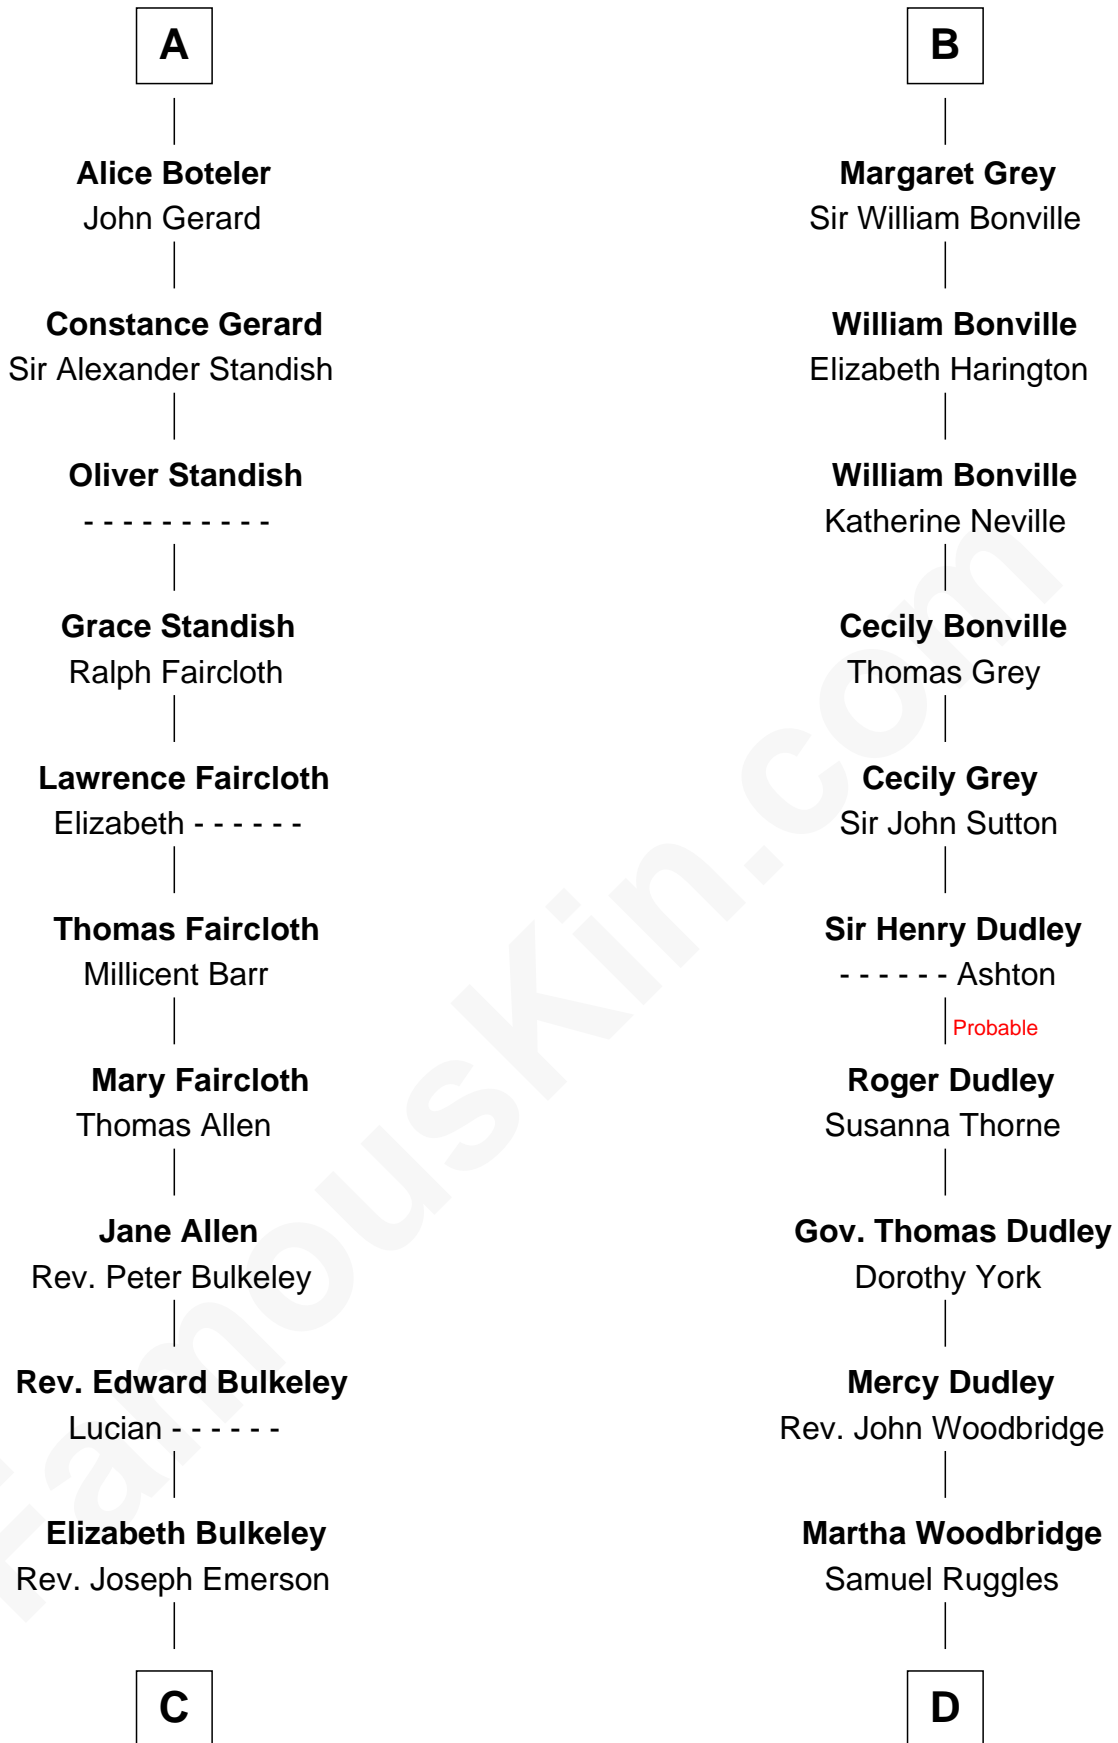 A
Alice Boteler
John Gerard
Constance Gerard
Sir Alexander Standish
Oliver Standish
- - - - - - - - - -
Grace Standish
Ralph Faircloth
Lawrence Faircloth
Elizabeth - - - - - -
Thomas Faircloth
Millicent Barr
Mary Faircloth
Thomas Allen
Jane Allen
Rev. Peter Bulkeley
Rev. Edward Bulkeley
Lucian - - - - - -
Elizabeth Bulkeley
Rev. Joseph Emerson
C
B
Margaret Grey
Sir William Bonville
William Bonville
Elizabeth Harington
William Bonville
Katherine Neville
Cecily Bonville
Thomas Grey
Cecily Grey
Sir John Sutton
Sir Henry Dudley
- - - - - - Ashton
Probable
Roger Dudley
Susanna Thorne
Gov. Thomas Dudley
Dorothy York
Mercy Dudley
Rev. John Woodbridge
Martha Woodbridge
Samuel Ruggles
D
FamousKin.com